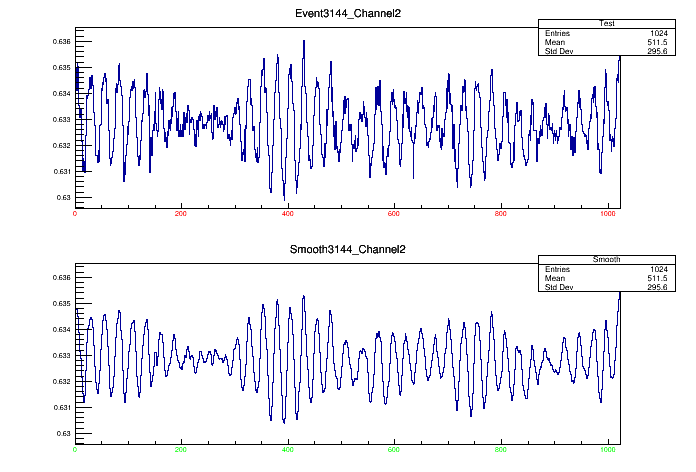 Event3144_Channel2
Test
Entries 1024
Mean 511.5
Std Dev 295.6
0.636
0.635
0.634
0.633
0.632
0.631
0.63
0 200 400 600 800 1000
Smooth3144_Channel2
Smooth
Entries 1024
Mean 511.5
Std Dev 295.6
0.636
0.635
0.634
0.633
0.632
0.631
0.63
0 200 400 600 800 1000